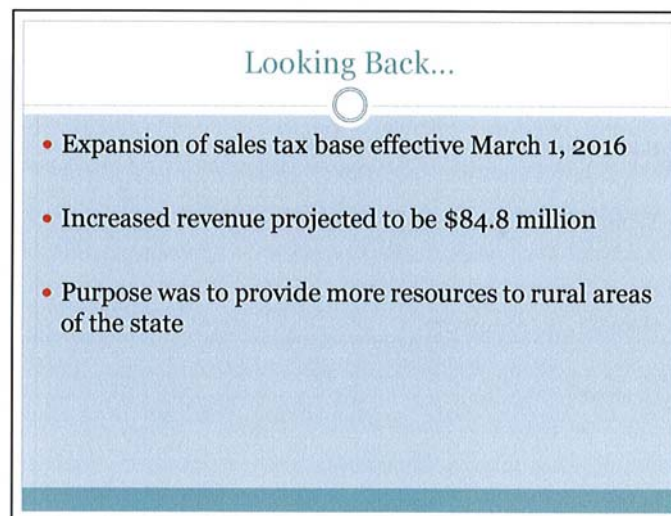 Looking Back...
• Expansion of sales tax base effective March 1, 2016
• Increased revenue projected to be $84.8 million
• Purpose was to provide more resources to rural areas
of the state